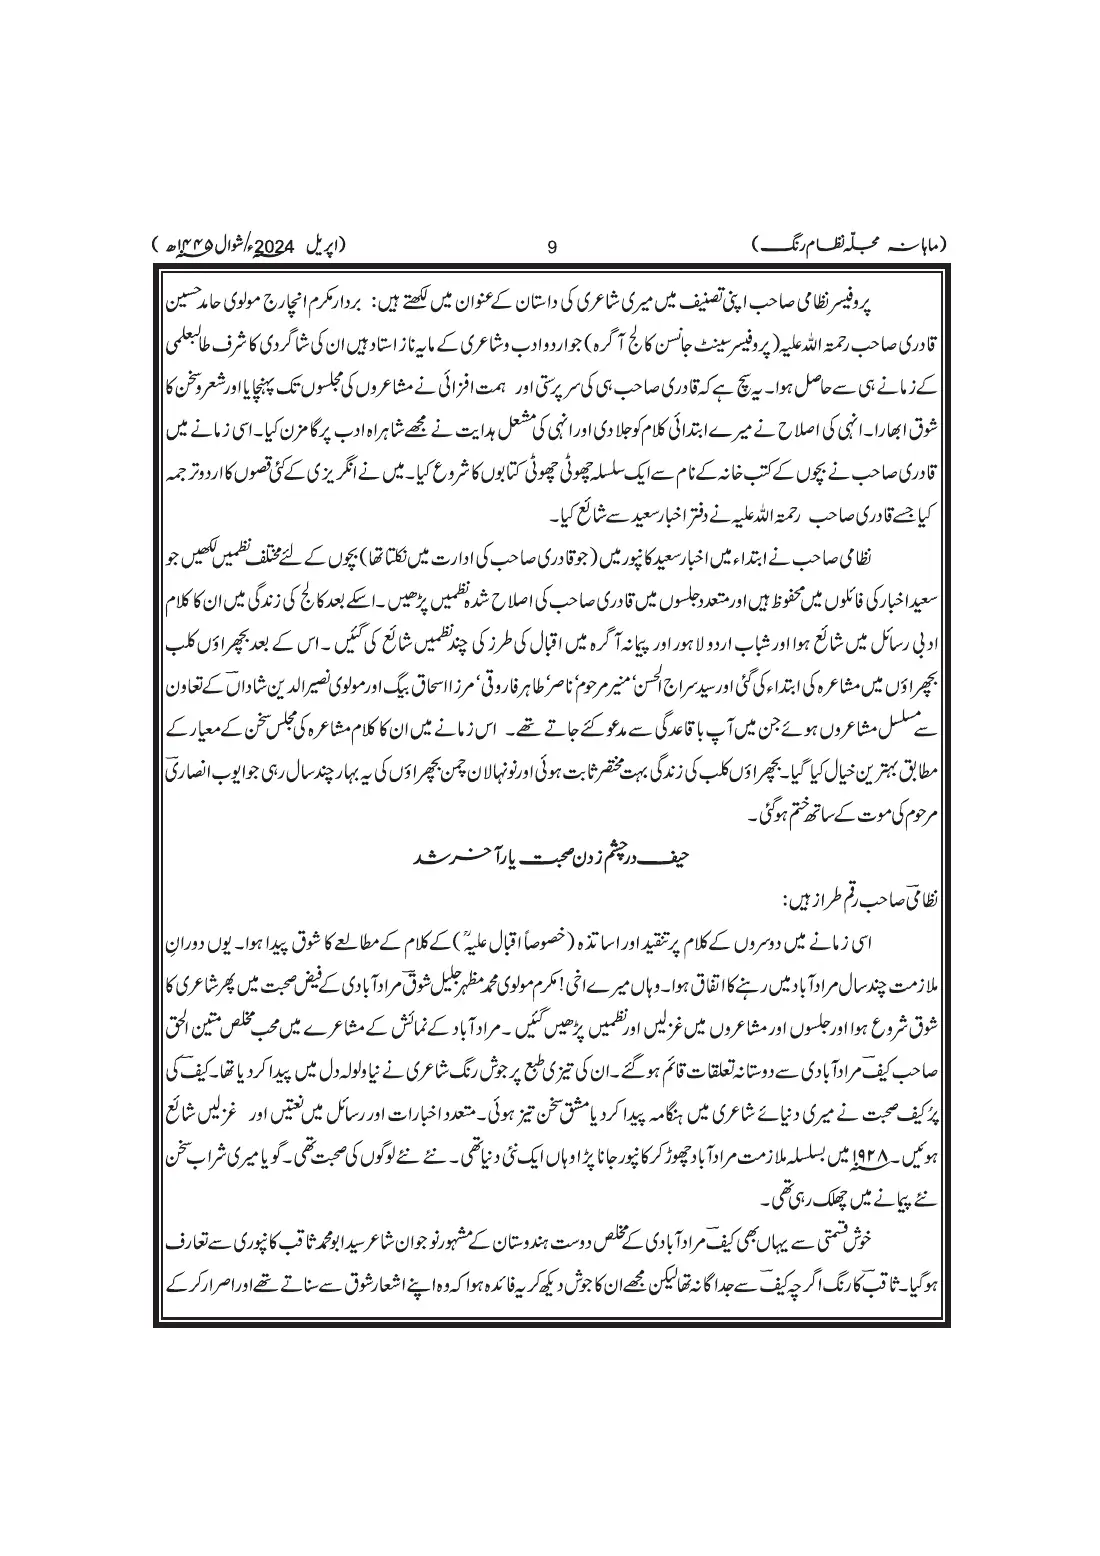 (ماہانہ مجلّہ نظام رنگ) 9 (اپریل 2024ء/شوال ۱۴۴۵ھ)
پروفیسر نظامی صاحب اپنی تصنیف میں میری شاعری کی داستان کے عنوان میں لکھتے ہیں: بردار مکرم انچارج مولوی حامد حسین
قادری صاحب رحمتہ اللہ علیہ (پروفیسر سینٹ جانسن کالج آگرہ) جو اردو ادب و شاعری کے مایہ ناز استاد ہیں ان کی شاگردی کا شرف طالبعلمی
کے زمانے ہی سے حاصل ہوا۔ یہ سچ ہے کہ قادری صاحب ہی کی سرپرستی اور ہمت افزائی نے مشاعروں کی مجلسوں تک پہنچایا اور شعر و سخن کا
شوق ابھارا۔ انہی کی اصلاح نے میرے ابتدائی کلام کو جلا دی اور انہی کی مشعل ہدایت نے مجھے شاہراہ ادب پر گامزن کیا۔ اسی زمانے میں
قادری صاحب نے بچوں کے کتب خانہ کے نام سے ایک سلسلہ چھوٹی چھوٹی کتابوں کا شروع کیا۔ میں نے انگریزی کے کئی قصوں کا اردو ترجمہ
کیا جسے قادری صاحب رحمتہ اللہ علیہ نے دفتر اخبار سعید سے شائع کیا۔
نظامی صاحب نے ابتداء میں اخبار سعید کانپور میں (جو قادری صاحب کی ادارت میں نکلتا تھا) بچوں کے لئے مختلف نظمیں لکھیں جو
سعید اخبار کی فائلوں میں محفوظ ہیں اور متعدد جلسوں میں قادری صاحب کی اصلاح شدہ نظمیں پڑھیں۔ اسکے بعد کالج کی زندگی میں ان کا کلام
ادبی رسائل میں شائع ہوا اور شباب اردو لاہور اور پیمانہ آگرہ میں اقبال کی طرز کی چند نظمیں شائع کی گئیں۔ اس کے بعد بچھراؤں کلب
بچھراؤں میں مشاعرہ کی ابتداء کی گئی اور سید سراج الحسن‘ منیر مرحوم‘ ناصر‘ طاہر فاروقی‘ مرزا اسحاق بیگ اور مولوی نصیر الدین شاداںؔ کے تعاون
سے مسلسل مشاعروں ہوئے جن میں آپ باقاعدگی سے مدعو کئے جاتے تھے۔ اس زمانے میں ان کا کلام مشاعرہ کی مجلس سخن کے معیار کے
مطابق بہترین خیال کیا گیا۔ بچھراؤں کلب کی زندگی بہت مختصر ثابت ہوئی اور نونہالان چمن بچھراؤں کی یہ بہار چند سال رہی جو ایوب انصاریؔ
مرحوم کی موت کے ساتھ ختم ہوگئی۔
حیف در چشم زدن صحبت یار آخر شد
نظامیؔ صاحب رقم طراز ہیں:
اسی زمانے میں دوسروں کے کلام پر تنقید اور اساتذہ (خصوصاً اقبال علیہؒ) کے کلام کے مطالعے کا شوق پیدا ہوا۔ یوں دورانِ
ملازمت چند سال مراد آباد میں رہنے کا اتفاق ہوا۔ وہاں میرے اخی! مکرم مولوی محمد مظہر جلیل شوقؔ مراد آبادی کے فیض صحبت میں پھر شاعری کا
شوق شروع ہوا اور جلسوں اور مشاعروں میں غزلیں اور نظمیں پڑھیں گئیں۔ مراد آباد کے نمائش کے مشاعرے میں محب مخلص متین الحق
صاحب کیفؔ مراد آبادی سے دوستانہ تعلقات قائم ہوگئے۔ ان کی تیزی طبع پر جوش رنگ شاعری نے نیا ولولہ دل میں پیدا کردیا تھا۔ کیفؔ کی
پُر کیف صحبت نے میری دنیائے شاعری میں ہنگامہ پیدا کردیا مشق سخن تیز ہوئی۔ متعدد اخبارات اور رسائل میں نعتیں اور غزلیں شائع
ہوئیں۔ ۱۹۲۸ میں بسلسلہ ملازمت مراد آباد چھوڑ کر کانپور جانا پڑا وہاں ایک نئی دنیا تھی۔ نئے نئے لوگوں کی صحبت تھی۔ گویا میری شراب سخن
نئے پیمانے میں چھلک رہی تھی۔
خوش قسمتی سے یہاں بھی کیفؔ مراد آبادی کے مخلص دوست ہندوستان کے مشہور نوجوان شاعر سید ابو محمد ثاقب کانپوری سے تعارف
ہوگیا۔ ثاقبؔ کا رنگ اگرچہ کیفؔ سے جداگانہ تھا لیکن مجھے ان کا جوش دیکھ کر یہ فائدہ ہوا کہ وہ اپنے اشعار شوق سے سناتے تھے اور اصرار کرکے